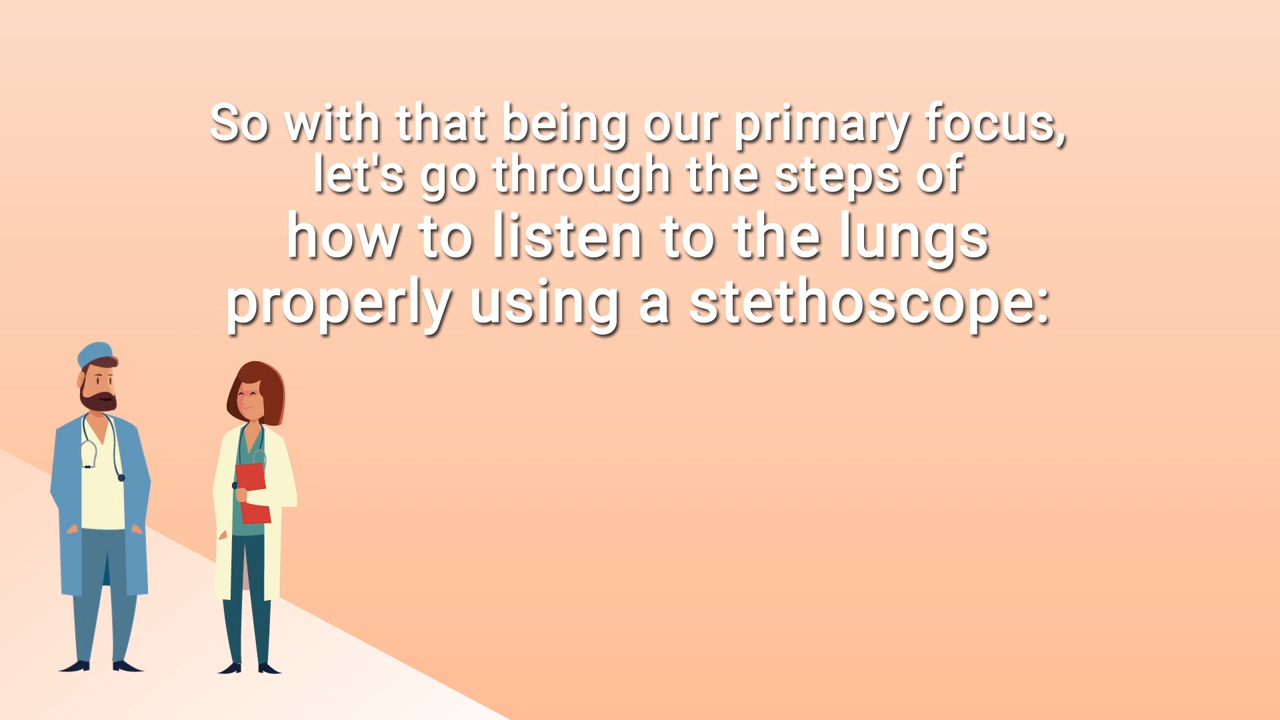 So with that being our primary focus,
let's go through the steps of
how to listen to the lungs
properly using a stethoscope: